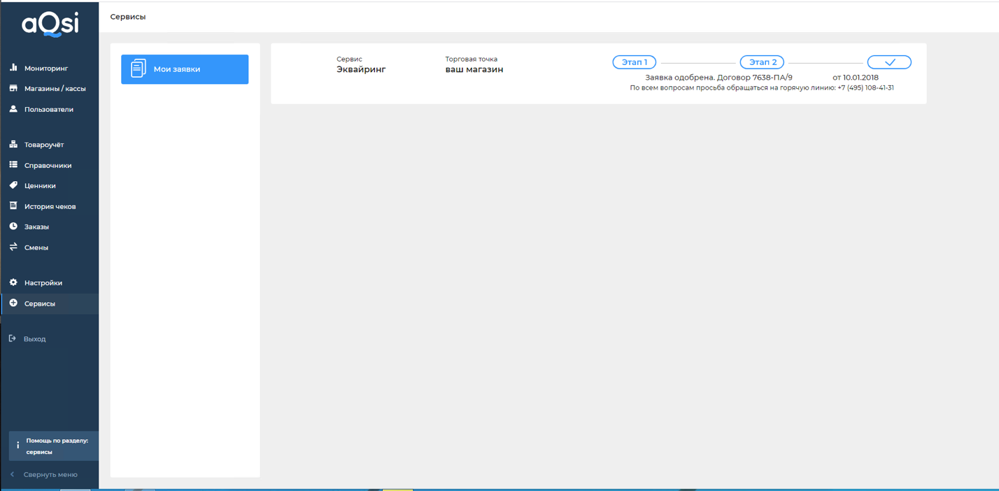 aQsi
Сервисы
Мониторинг
Магазины / кассы
Пользователи
Товароучёт
Справочники
Ценники
История чеков
Заказы
Смены
Настройки
Сервисы
Выход
Помощь по разделу:
сервисы
Свернуть меню
Мои заявки
Сервис
Эквайринг
Торговая точка
ваш магазин
Этап 1 Этап 2
Заявка одобрена. Договор 7638-ПА/9 от 10.01.2018
По всем вопросам просьба обращаться на горячую линию: +7 (495) 108-41-31